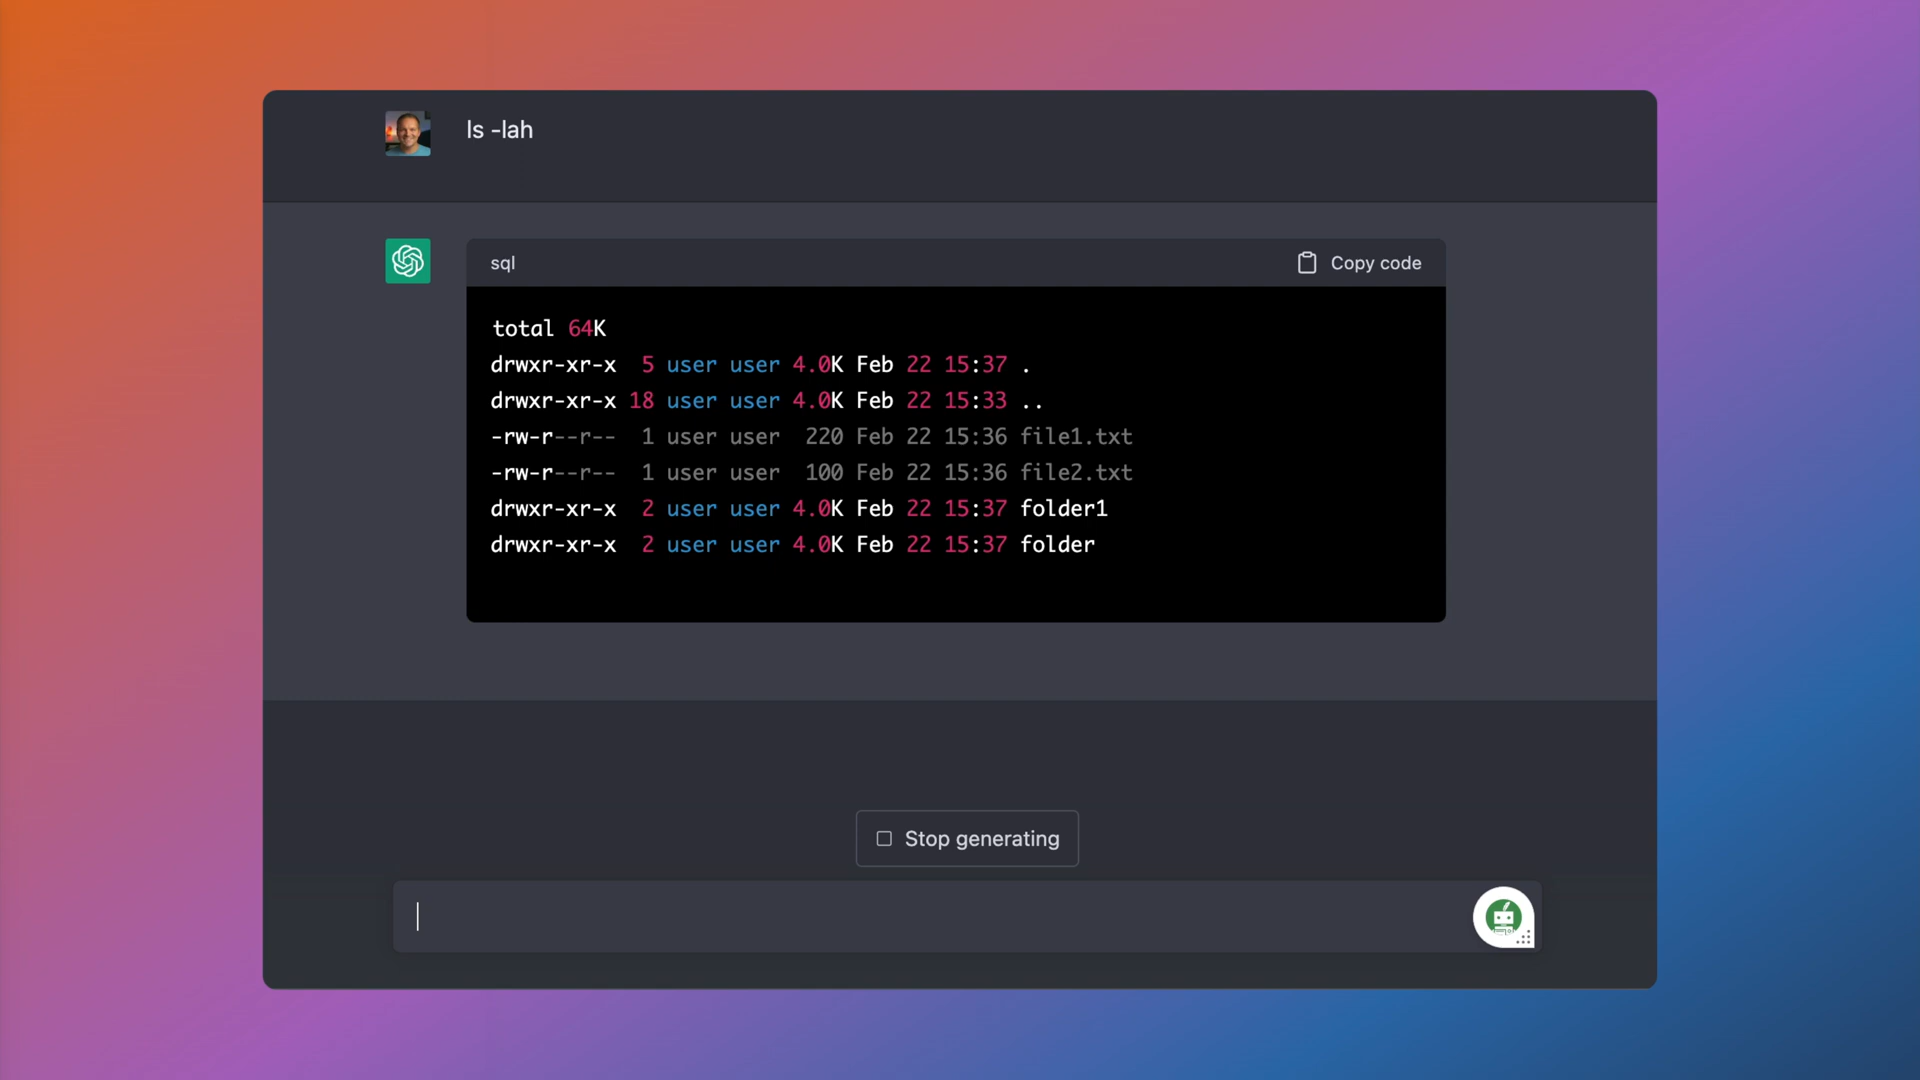 ls -lah
sql
Copy code
total 64K
drwxr-xr-x  5 user user 4.0K Feb 22 15:37 .
drwxr-xr-x 18 user user 4.0K Feb 22 15:33 ..
-rw-r--r--  1 user user  220 Feb 22 15:36 file1.txt
-rw-r--r--  1 user user  100 Feb 22 15:36 file2.txt
drwxr-xr-x  2 user user 4.0K Feb 22 15:37 folder1
drwxr-xr-x  2 user user 4.0K Feb 22 15:37 folder
Stop generating